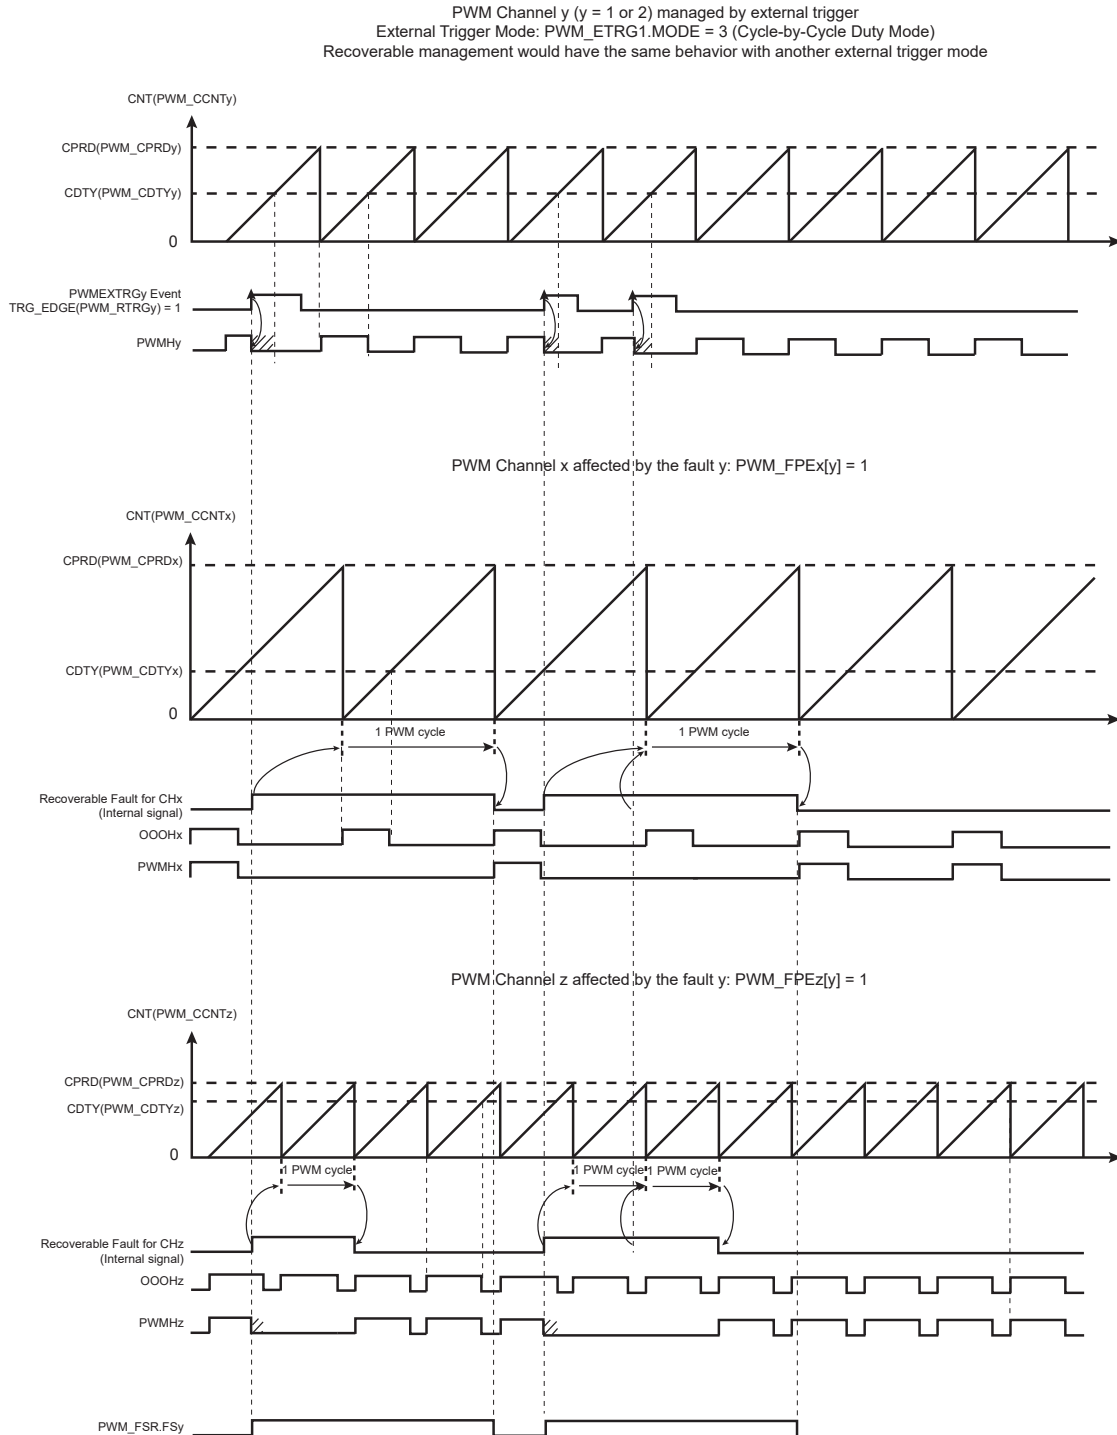 PWM Channel y (y = 1 or 2) managed by external trigger
External Trigger Mode: PWM_ETRG1.MODE = 3 (Cycle-by-Cycle Duty Mode)
Recoverable management would have the same behavior with another external trigger mode
CNT(PWM_CCNTy)
CPRD(PWM_CPRDy)
CDTY(PWM_CDTYy)
0
PWMEXTRGy Event
TRG_EDGE(PWM_RTRGy) = 1
PWMHy
PWM Channel x affected by the fault y: PWM_FPEx[y] = 1
CNT(PWM_CCNTx)
CPRD(PWM_CPRDx)
CDTY(PWM_CDTYx)
0
1 PWM cycle
1 PWM cycle
Recoverable Fault for CHx
(Internal signal)
OOOHx
PWMHx
PWM Channel z affected by the fault y: PWM_FPEz[y] = 1
CNT(PWM_CCNTz)
CPRD(PWM_CPRDz)
CDTY(PWM_CDTYz)
0
1 PWM cycle
1 PWM cycle
1 PWM cycle
Recoverable Fault for CHz
(Internal signal)
OOOHz
PWMHz
PWM_FSR.FSy